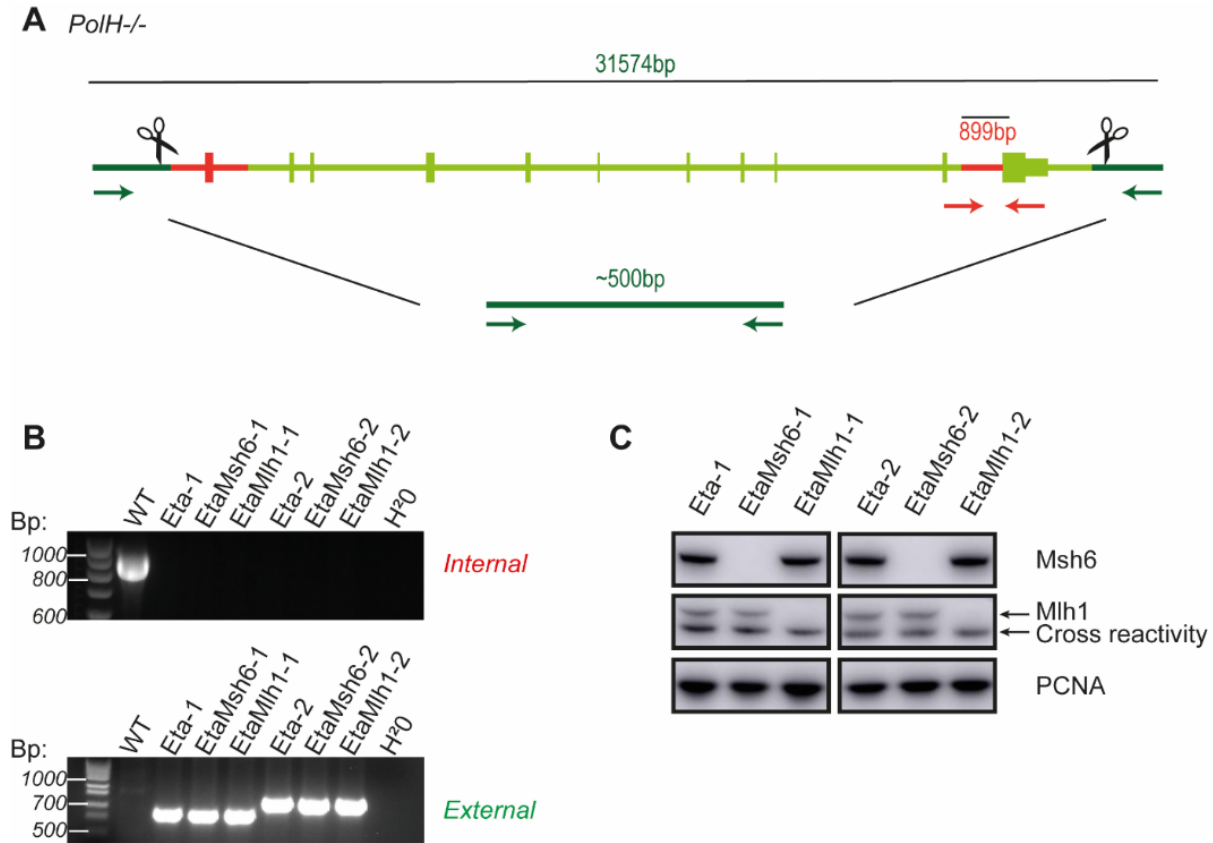 A PolH-/-
31574bp
899bp
~500bp
B
WT
Eta-1
EtaMsh6-1
EtaMlh1-1
Eta-2
EtaMsh6-2
EtaMlh1-2
H²0
Bp:
1000
800
600
Internal
WT
Eta-1
EtaMsh6-1
EtaMlh1-1
Eta-2
EtaMsh6-2
EtaMlh1-2
H²0
Bp:
1000
700
500
External
C
Eta-1
EtaMsh6-1
EtaMlh1-1
Eta-2
EtaMsh6-2
EtaMlh1-2
Msh6
Mlh1
Cross reactivity
PCNA